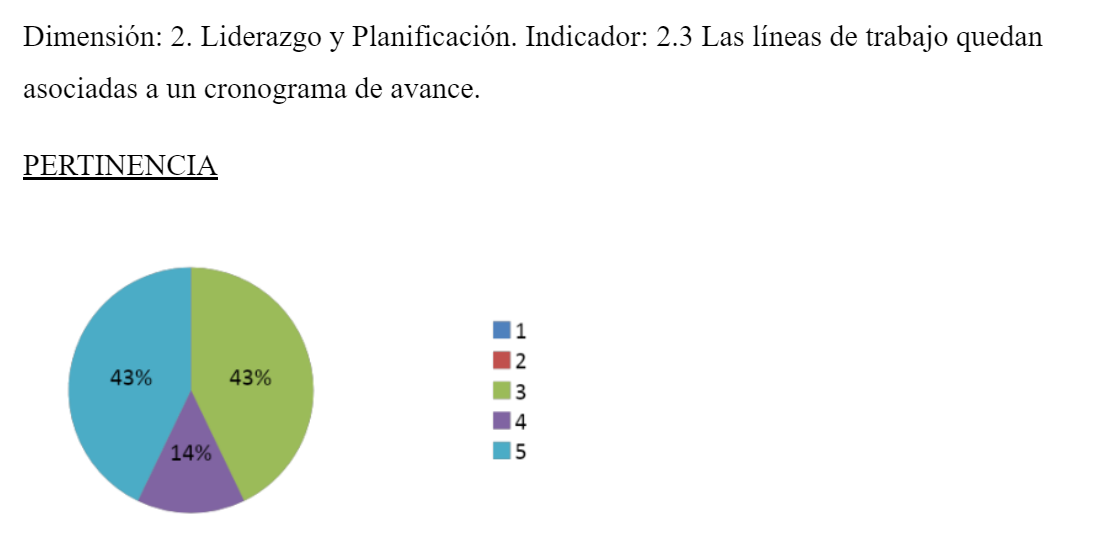 Dimensión: 2. Liderazgo y Planificación. Indicador: 2.3 Las líneas de trabajo quedan
asociadas a un cronograma de avance.
PERTINENCIA
43%
43%
14%
1
2
3
4
5